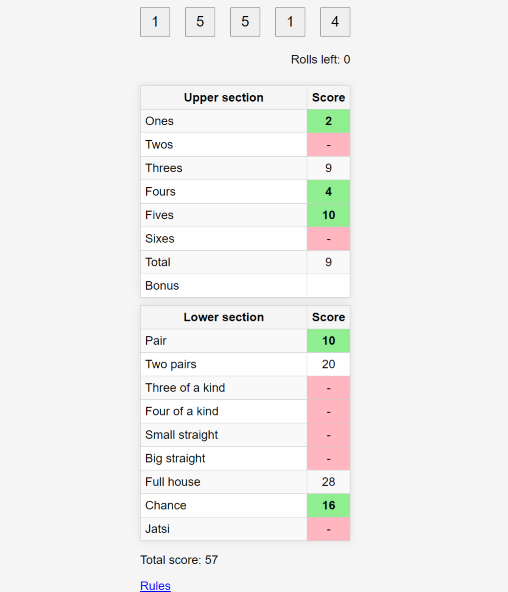 1 5 5 1 4
Rolls left: 0
Upper section Score
Ones 2
Twos -
Threes 9
Fours 4
Fives 10
Sixes -
Total 9
Bonus
Lower section Score
Pair 10
Two pairs 20
Three of a kind -
Four of a kind -
Small straight -
Big straight -
Full house 28
Chance 16
Jatsi -
Total score: 57
Rules